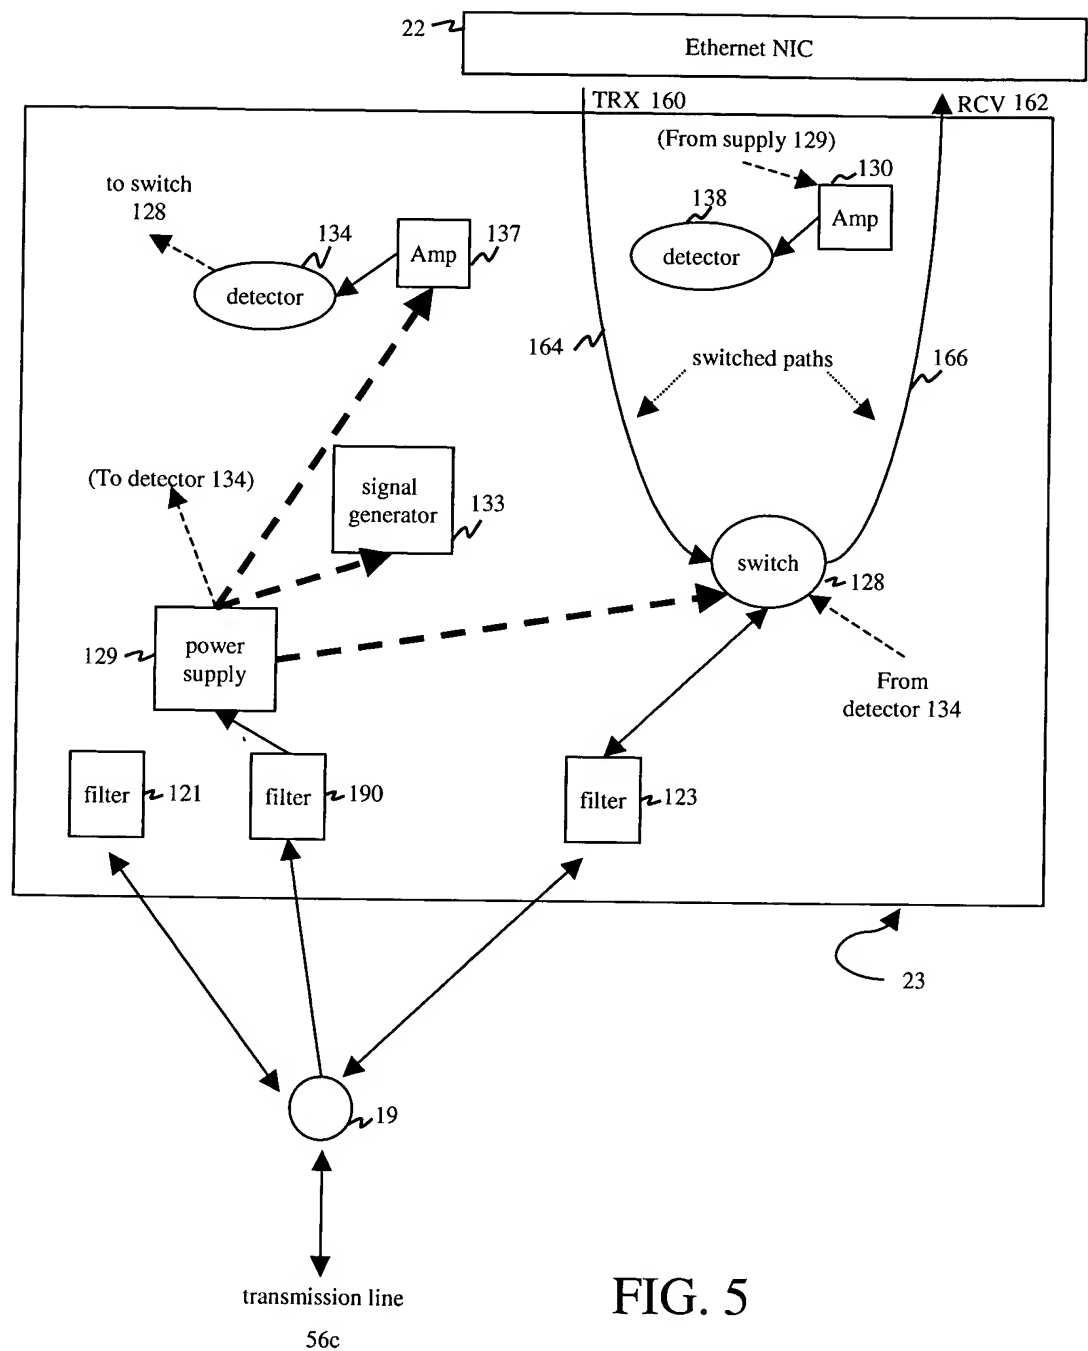 22
Ethernet NIC
TRX 160
RCV 162
(From supply 129)
130
Amp
138
detector
to switch
128
134
detector
Amp
137
164
switched paths
166
(To detector 134)
signal
generator
133
switch
128
129
power
supply
From
detector 134
filter
121
filter
190
filter
123
23
19
transmission line
56c
FIG. 5